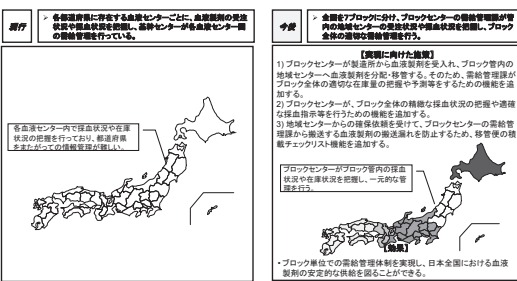 現行
> 各都道府県に存在する血液センターごとに、血液製剤の受注
状況や採血状況を把握し、基幹センターが各血液センター間
の需給管理を行っている。
各血液センター内で採血状況や在庫
状況の把握を行っており、都道府県
をまたがっての情報管理が難しい。
今後
> 全国を7ブロックに分け、ブロックセンターの需給管理課が管
内の地域センターの受注状況や採血状況を把握し、ブロック
全体の適切な需給管理を行う。
【実現に向けた施策】
1) ブロックセンターが製造所から血液製剤を受入れ、ブロック管内の
地域センターへ血液製剤を分配・移管する。そのため、需給管理課が
ブロック全体の適切な在庫量の把握や予測等をするための機能を追
加する。
2) ブロックセンターが、ブロック全体の精緻な採血状況の把握や適確
な採血指示等を行うための機能を追加する。
3) 地域センターからの確保依頼を受けて、ブロックセンターの需給管
理課から搬送する血液製剤の搬送漏れを防止するため、移管便の積
載チェックリスト機能を追加する。
ブロックセンターがブロック管内の採血
状況や在庫状況を把握し、一元的な管
理を行う。
【効果】
・ブロック単位での需給管理体制を実現し、日本全国における血液
製剤の安定的な供給を図ることができる。